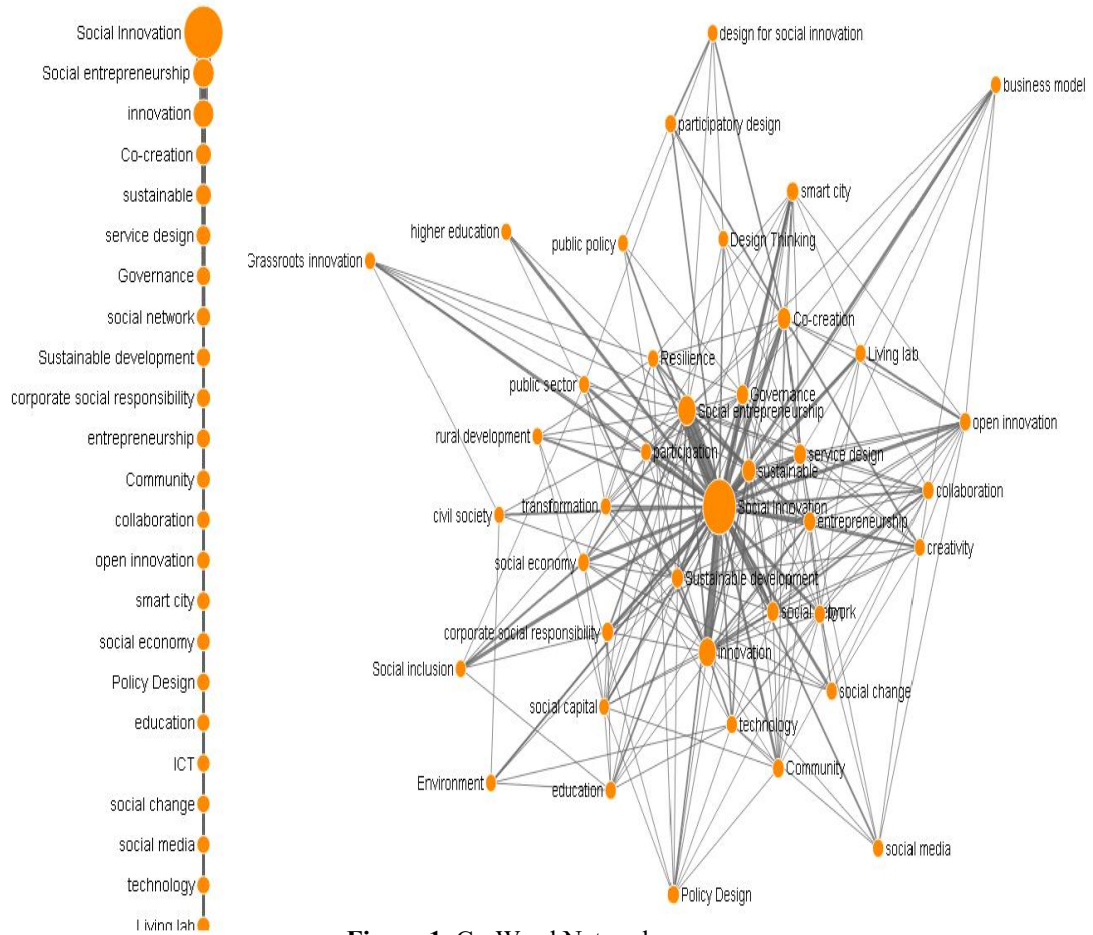 Social Innovation
Social entrepreneurship
innovation
Co-creation
sustainable
service design
Governance
social network
Sustainable development
corporate social responsibility
entrepreneurship
Community
collaboration
open innovation
smart city
social economy
Policy Design
education
ICT
social change
social media
technology
Living lab
design for social innovation
business model
participatory design
smart city
higher education
public policy
Design Thinking
Grassroots innovation
Co-creation
Living lab
Resilience
public sector
Governance
Social entrepreneurship
open innovation
rural development
participation
service design
sustainable
collaboration
transformation
Social Innovation
civil society
entrepreneurship
creativity
social economy
Sustainable development
social
corporate social responsibility
innovation
Social inclusion
social change
social capital
technology
Community
Environment
education
social media
Policy Design